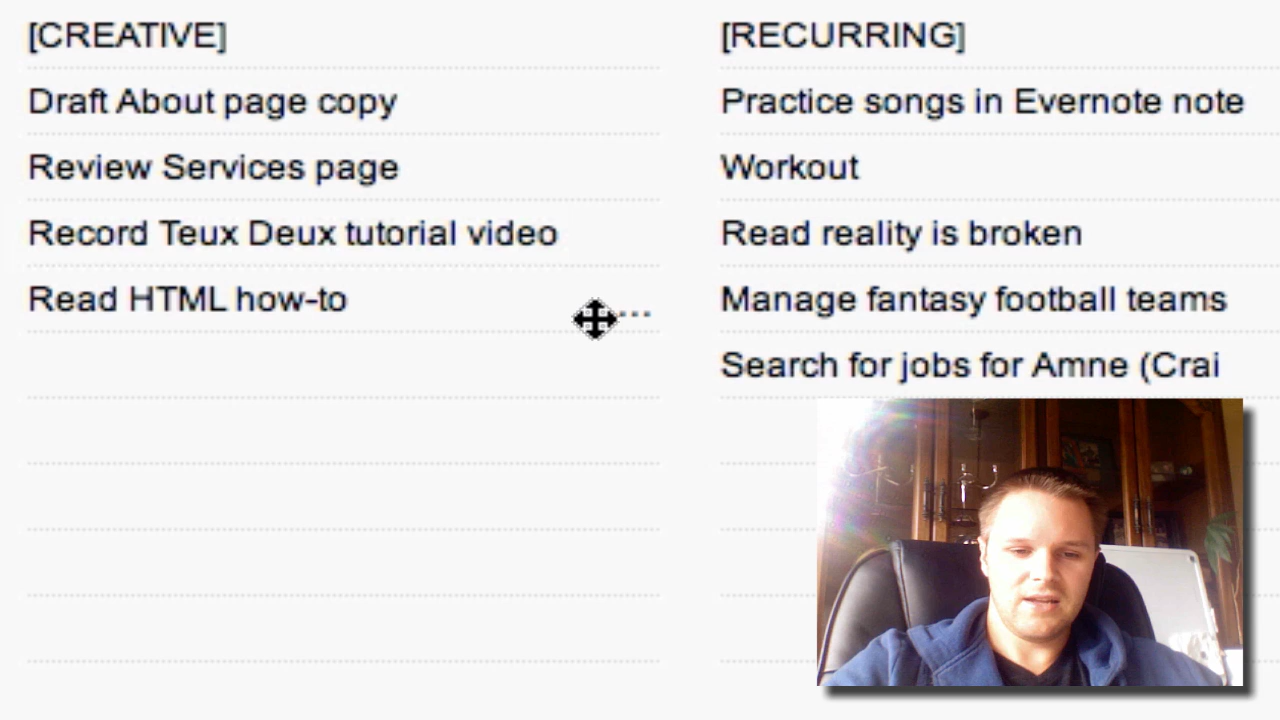 [CREATIVE]
Draft About page copy
Review Services page
Record Teux Deux tutorial video
Read HTML how-to
...
[RECURRING]
Practice songs in Evernote note
Workout
Read reality is broken
Manage fantasy football teams
Search for jobs for Amne (Crai